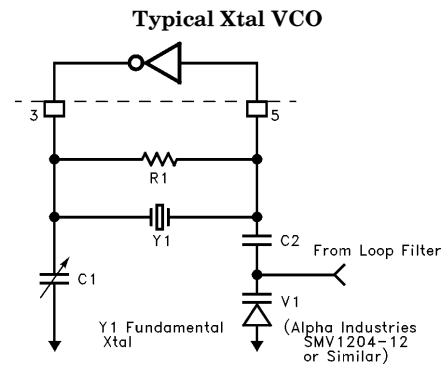 Typical Xtal VCO
3
5
R1
Y1
C2
From Loop Filter
C1
V1
Y1 Fundamental
Xtal
(Alpha Industries
SMV1204-12
or Similar)